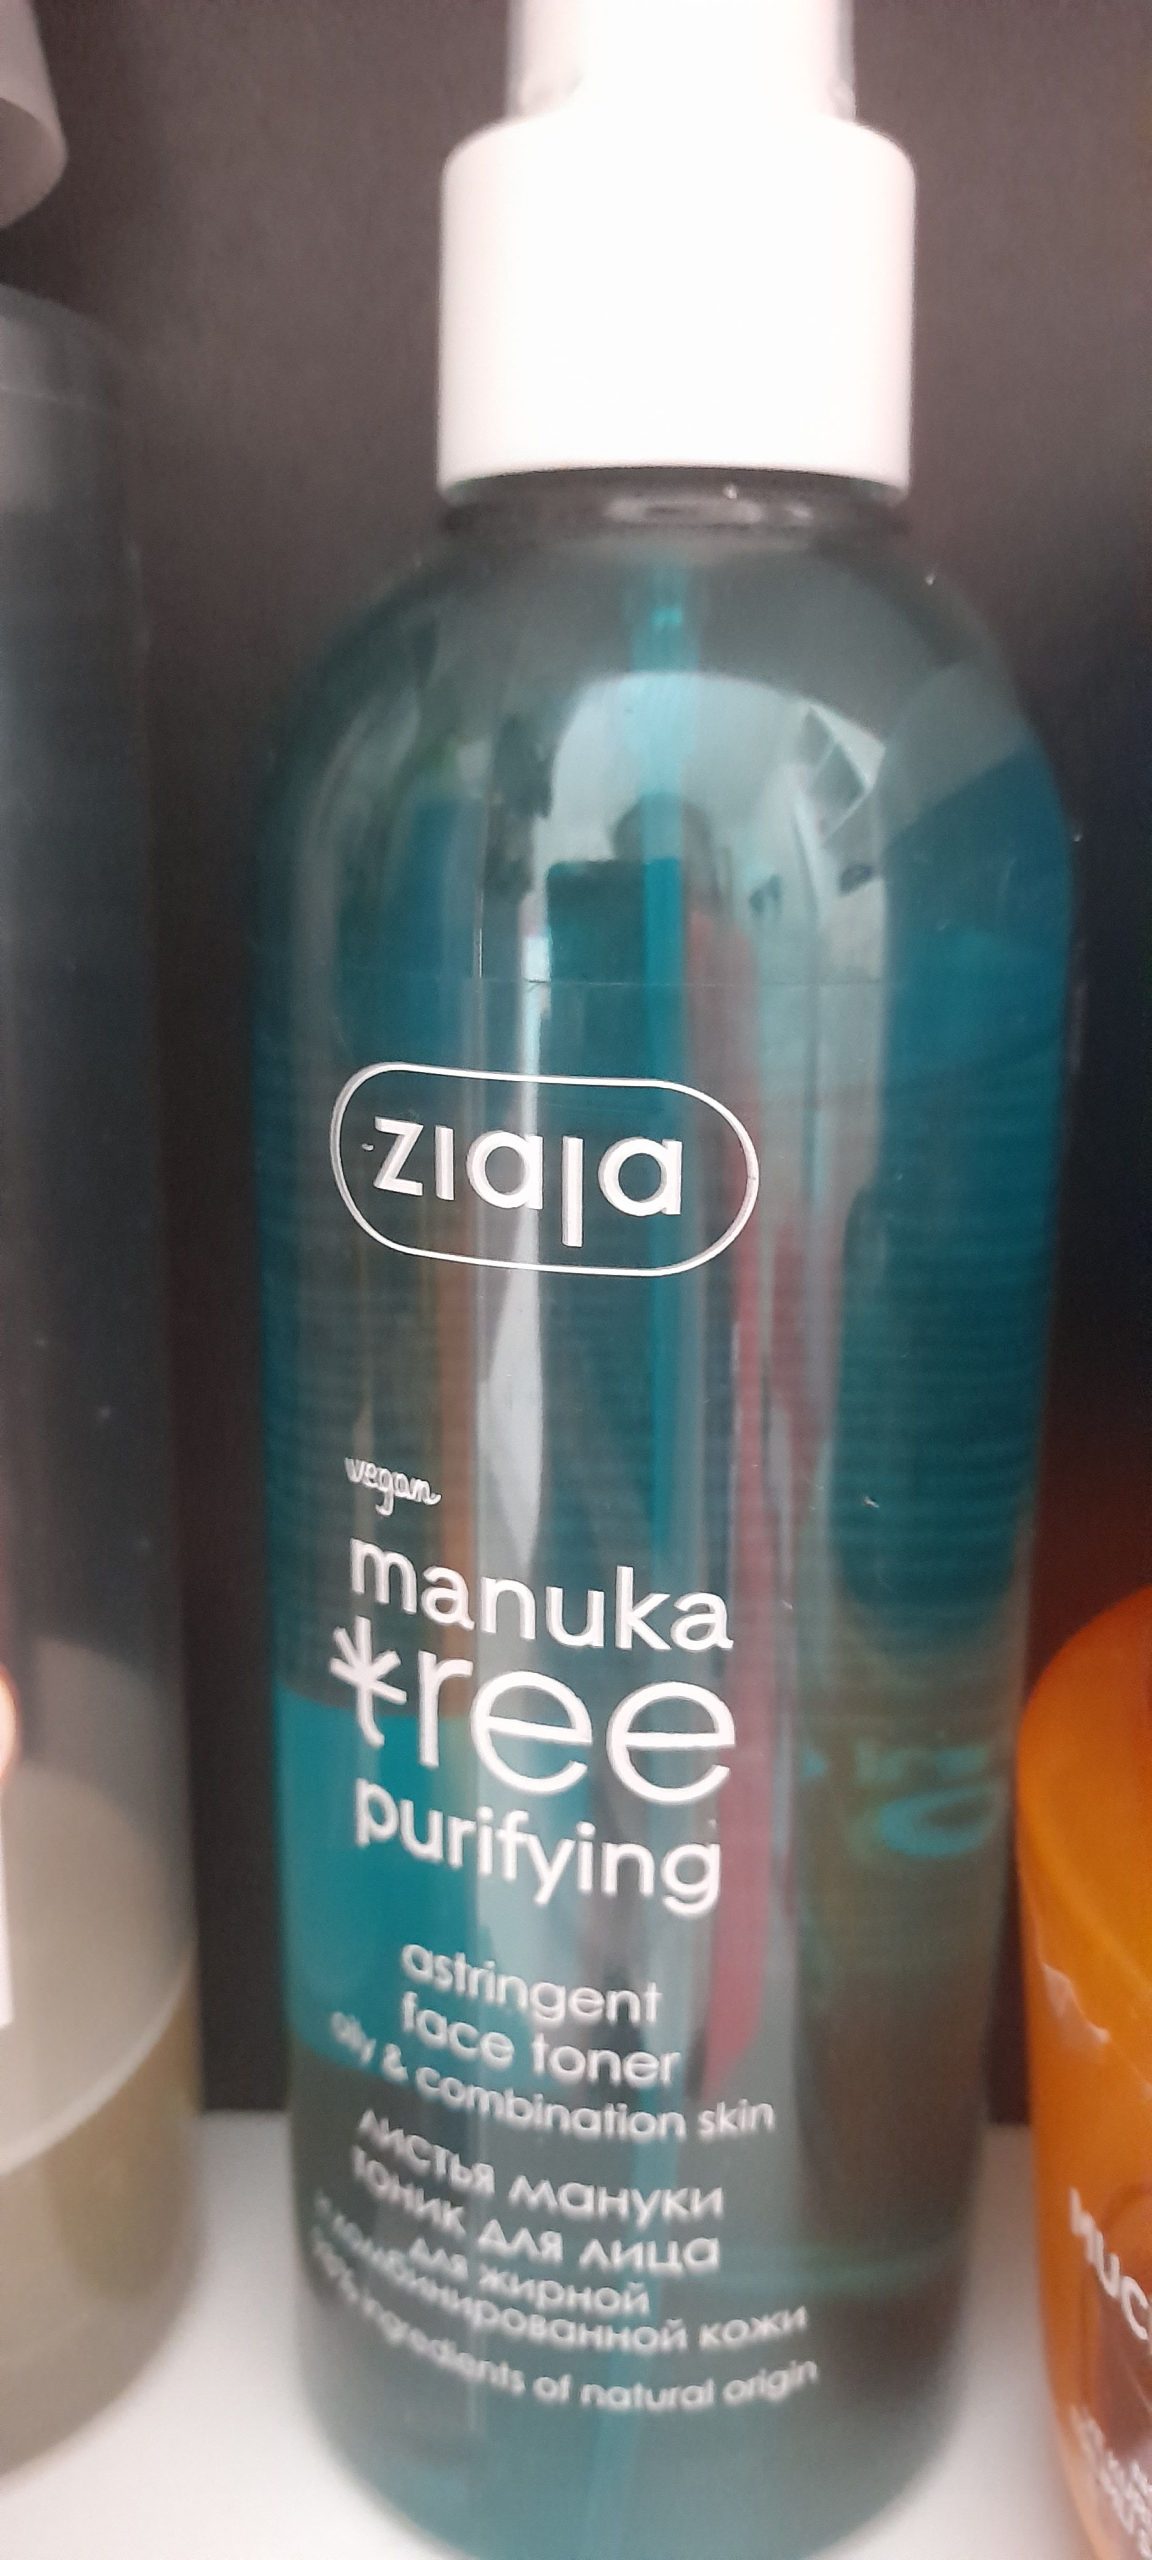 ziaja
vegan
manuka
tree
purifying
astringent
face toner
oily & combination skin
листья мануки
тоник для лица
для жирной
и комбинированной кожи
ingredients of natural origin